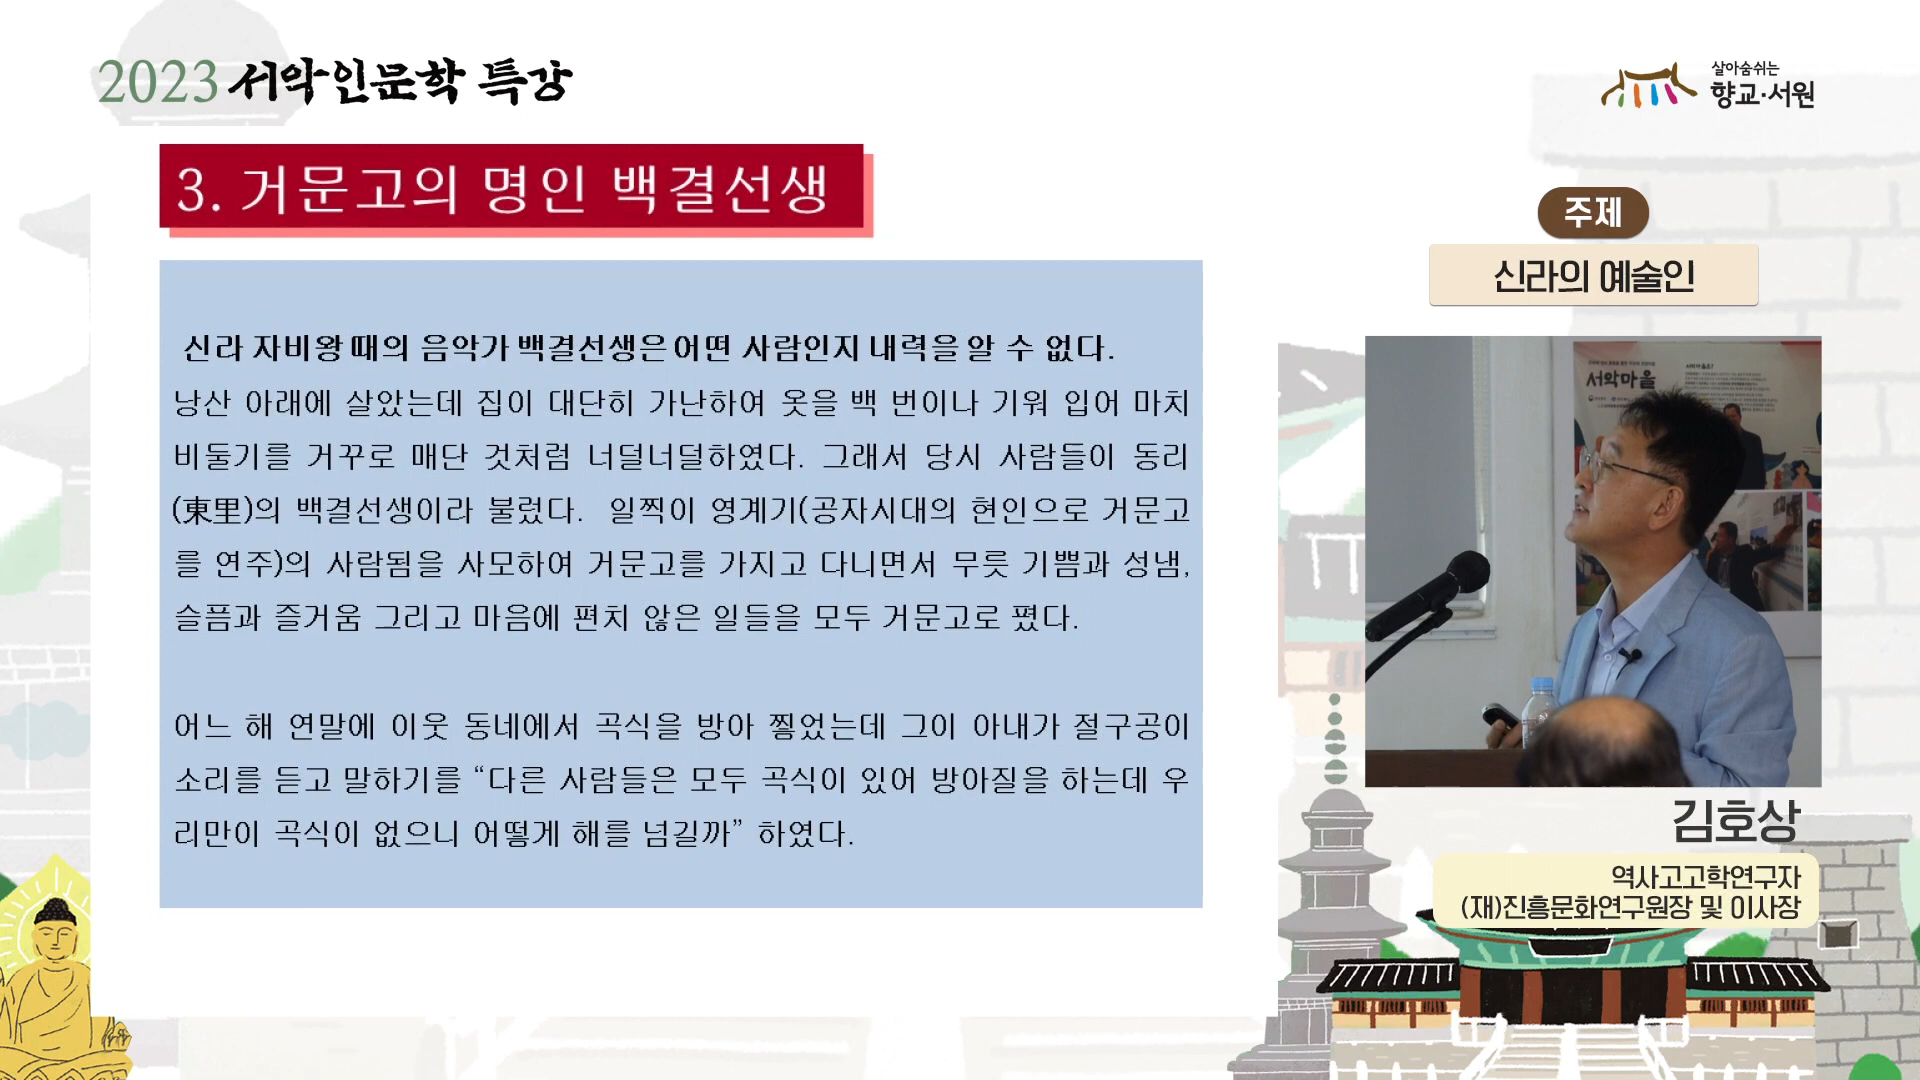 2023 서악인문학 특강
살아숨쉬는
향교·서원
3. 거문고의 명인 백결선생
신라 자비왕 때의 음악가 백결선생은 어떤 사람인지 내력을 알 수 없다.
낭산 아래에 살았는데 집이 대단히 가난하여 옷을 백 번이나 기워 입어 마치
비둘기를 거꾸로 매단 것처럼 너덜너덜하였다. 그래서 당시 사람들이 동리
(東里)의 백결선생이라 불렀다. 일찍이 영계기(공자시대의 현인으로 거문고
를 연주)의 사람됨을 사모하여 거문고를 가지고 다니면서 무릇 기쁨과 성냄,
슬픔과 즐거움 그리고 마음에 편치 않은 일들을 모두 거문고로 폈다.
어느 해 연말에 이웃 동네에서 곡식을 방아 찧었는데 그이 아내가 절구공이
소리를 듣고 말하기를 “다른 사람들은 모두 곡식이 있어 방아질을 하는데 우
리만이 곡식이 없으니 어떻게 해를 넘길까” 하였다.
주제
신라의 예술인
서악마을
김호상
역사고고학연구자
(재)진흥문화연구원장 및 이사장